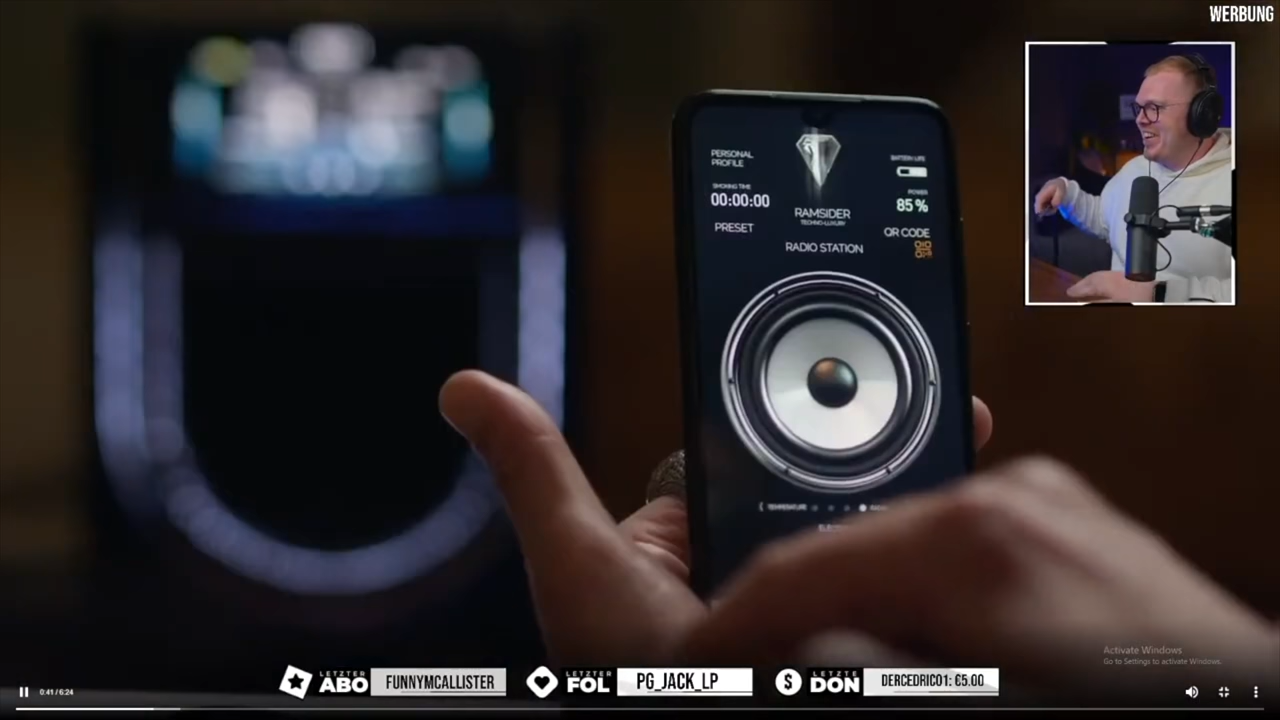 WERBUNG
PERSONAL
PROFILE
SMOKING TIME
00:00:00
PRESET
RAMSIDER
TECHNO-LUXURY
RADIO STATION
BATTERY LIFE
POWER
85 %
QR CODE
TEMPERATURE
Activate Windows
Go to Settings to activate Windows.
LETZTER
ABO
FUNNYMCALLISTER
LETZTER
FOL
PG_JACK_LP
$
LETZTE
DON
DERCEDRICO1: €5.00
0:41 / 6:24